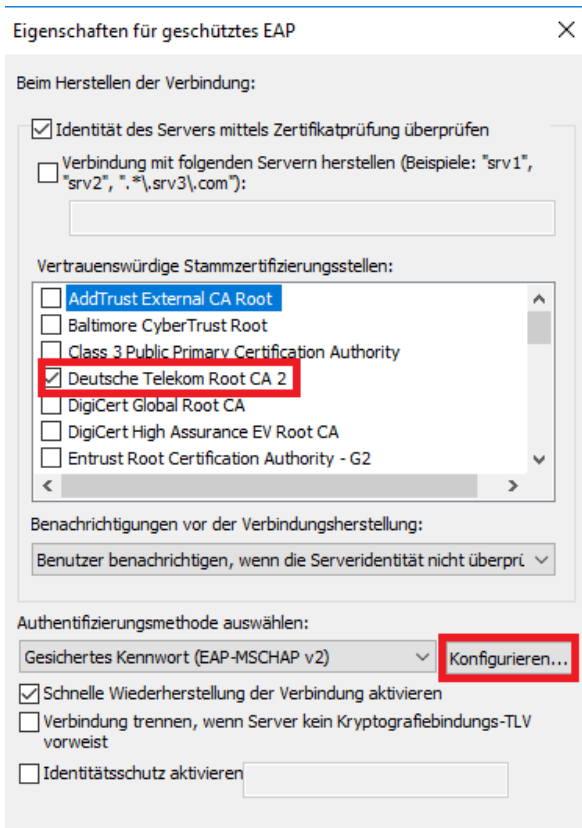 Eigenschaften für geschütztes EAP
Beim Herstellen der Verbindung:
Identität des Servers mittels Zertifikatprüfung überprüfen
Verbindung mit folgenden Servern herstellen (Beispiele: "srv1",
"srv2", ".*\.srv3\.com"):
Vertrauenswürdige Stammzertifizierungsstellen:
AddTrust External CA Root
Baltimore CyberTrust Root
Class 3 Public Primary Certification Authority
Deutsche Telekom Root CA 2
DigiCert Global Root CA
DigiCert High Assurance EV Root CA
Entrust Root Certification Authority - G2
Benachrichtigungen vor der Verbindungsherstellung:
Benutzer benachrichtigen, wenn die Serveridentität nicht überprü
Authentifizierungsmethode auswählen:
Gesichertes Kennwort (EAP-MSCHAP v2)
Konfigurieren...
Schnelle Wiederherstellung der Verbindung aktivieren
Verbindung trennen, wenn Server kein Kryptografiebindungs-TLV
vorweist
Identitätsschutz aktivieren